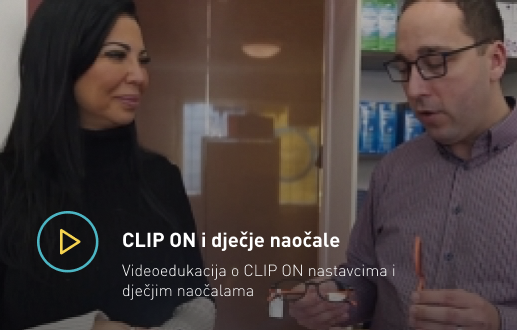 CLIP ON i dječje naočale
Videoedukacija o CLIP ON nastavcima i
dječjim naočalama